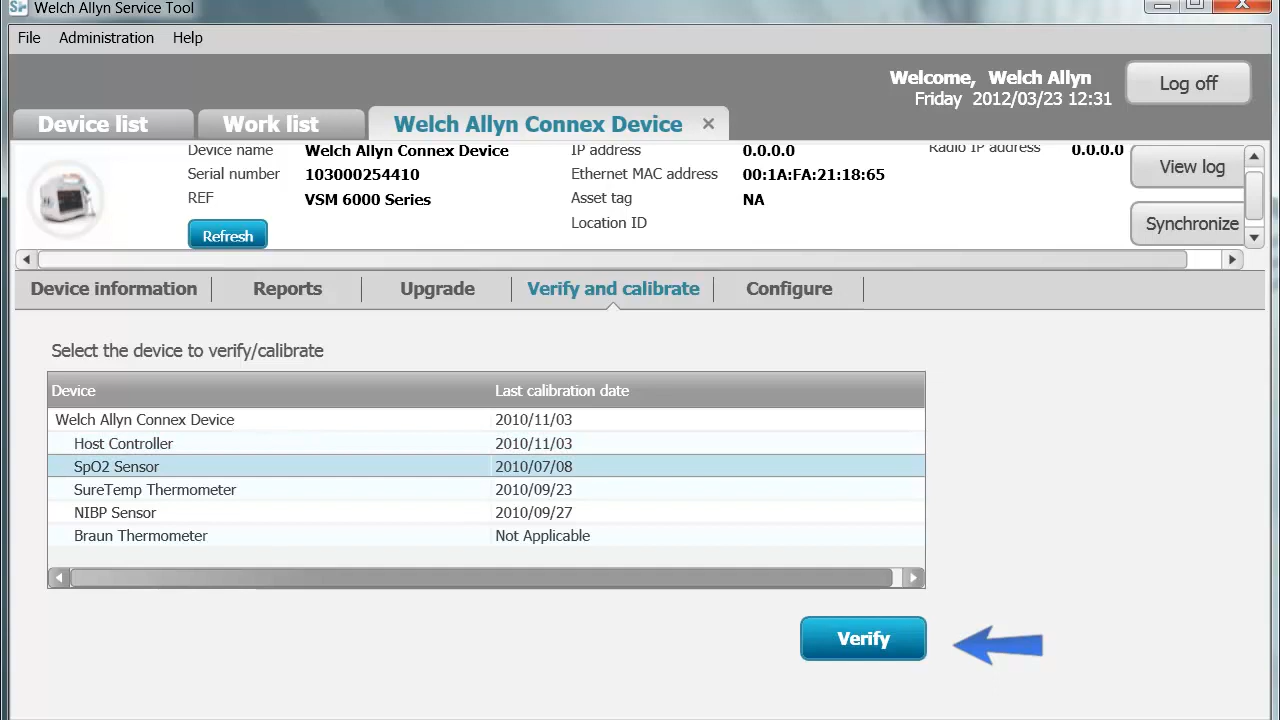 Welch Allyn Service Tool
File Administration Help
Welcome, Welch Allyn
Friday 2012/03/23 12:31
Log off
Device list Work list Welch Allyn Connex Device ×
Device name Welch Allyn Connex Device IP address 0.0.0.0 Radio IP address 0.0.0.0
Serial number 103000254410 Ethernet MAC address 00:1A:FA:21:18:65
REF VSM 6000 Series Asset tag NA
Location ID
Refresh
View log
Synchronize
Device information Reports Upgrade Verify and calibrate Configure
Select the device to verify/calibrate
Device Last calibration date
Welch Allyn Connex Device 2010/11/03
Host Controller 2010/11/03
SpO2 Sensor 2010/07/08
SureTemp Thermometer 2010/09/23
NIBP Sensor 2010/09/27
Braun Thermometer Not Applicable
Verify